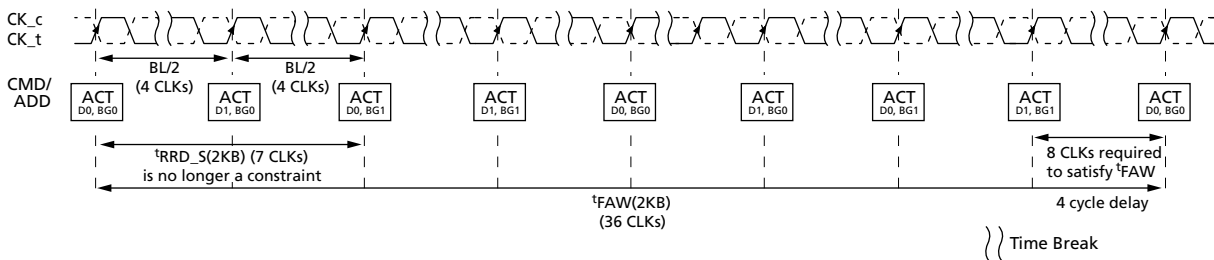 CK_c
CK_t
BL/2
(4 CLKs)
BL/2
(4 CLKs)
CMD/
ADD
ACT
D0, BG0
ACT
D1, BG0
ACT
D0, BG1
ACT
D1, BG1
ACT
D0, BG0
ACT
D0, BG1
ACT
D0, BG1
ACT
D1, BG1
ACT
D0, BG0
tRRD_S(2KB) (7 CLKs)
is no longer a constraint
8 CLKs required
to satisfy tFAW
tFAW(2KB)
(36 CLKs)
4 cycle delay
Time Break